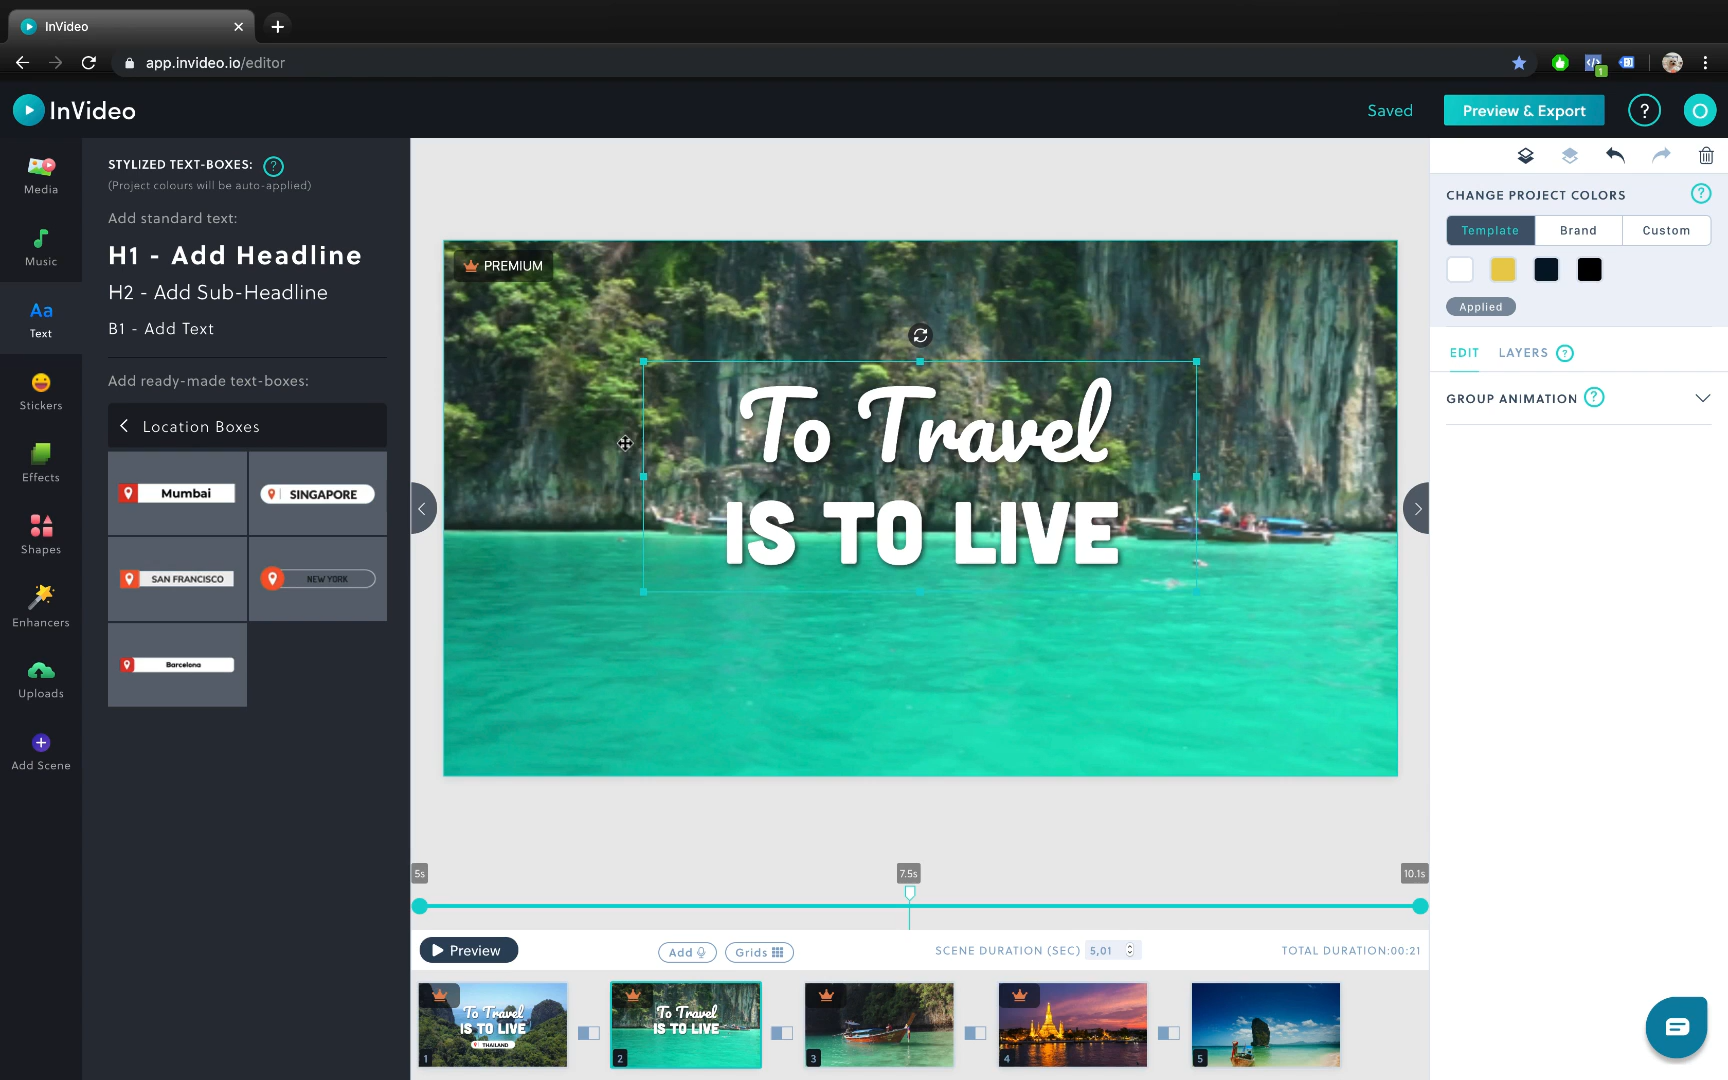 InVideo
app.invideo.io/editor
1
InVideo
Saved
Preview & Export
?
O
Media
Music
Aa
Text
Stickers
Effects
Shapes
Enhancers
Uploads
Add Scene
STYLIZED TEXT-BOXES: ?
(Project colours will be auto-applied)
Add standard text:
H1 - Add Headline
H2 - Add Sub-Headline
B1 - Add Text
Add ready-made text-boxes:
Location Boxes
Mumbai
SINGAPORE
SAN FRANCISCO
NEW YORK
Barcelona
PREMIUM
To Travel
IS TO LIVE
CHANGE PROJECT COLORS ?
Template
Brand
Custom
Applied
EDIT
LAYERS ?
GROUP ANIMATION ?
5s
7.5s
10.1s
Preview
Add
Grids
SCENE DURATION (SEC) 5,01
TOTAL DURATION:00:21
To Travel
IS TO LIVE
THAILAND
1
To Travel
IS TO LIVE
2
3
4
5